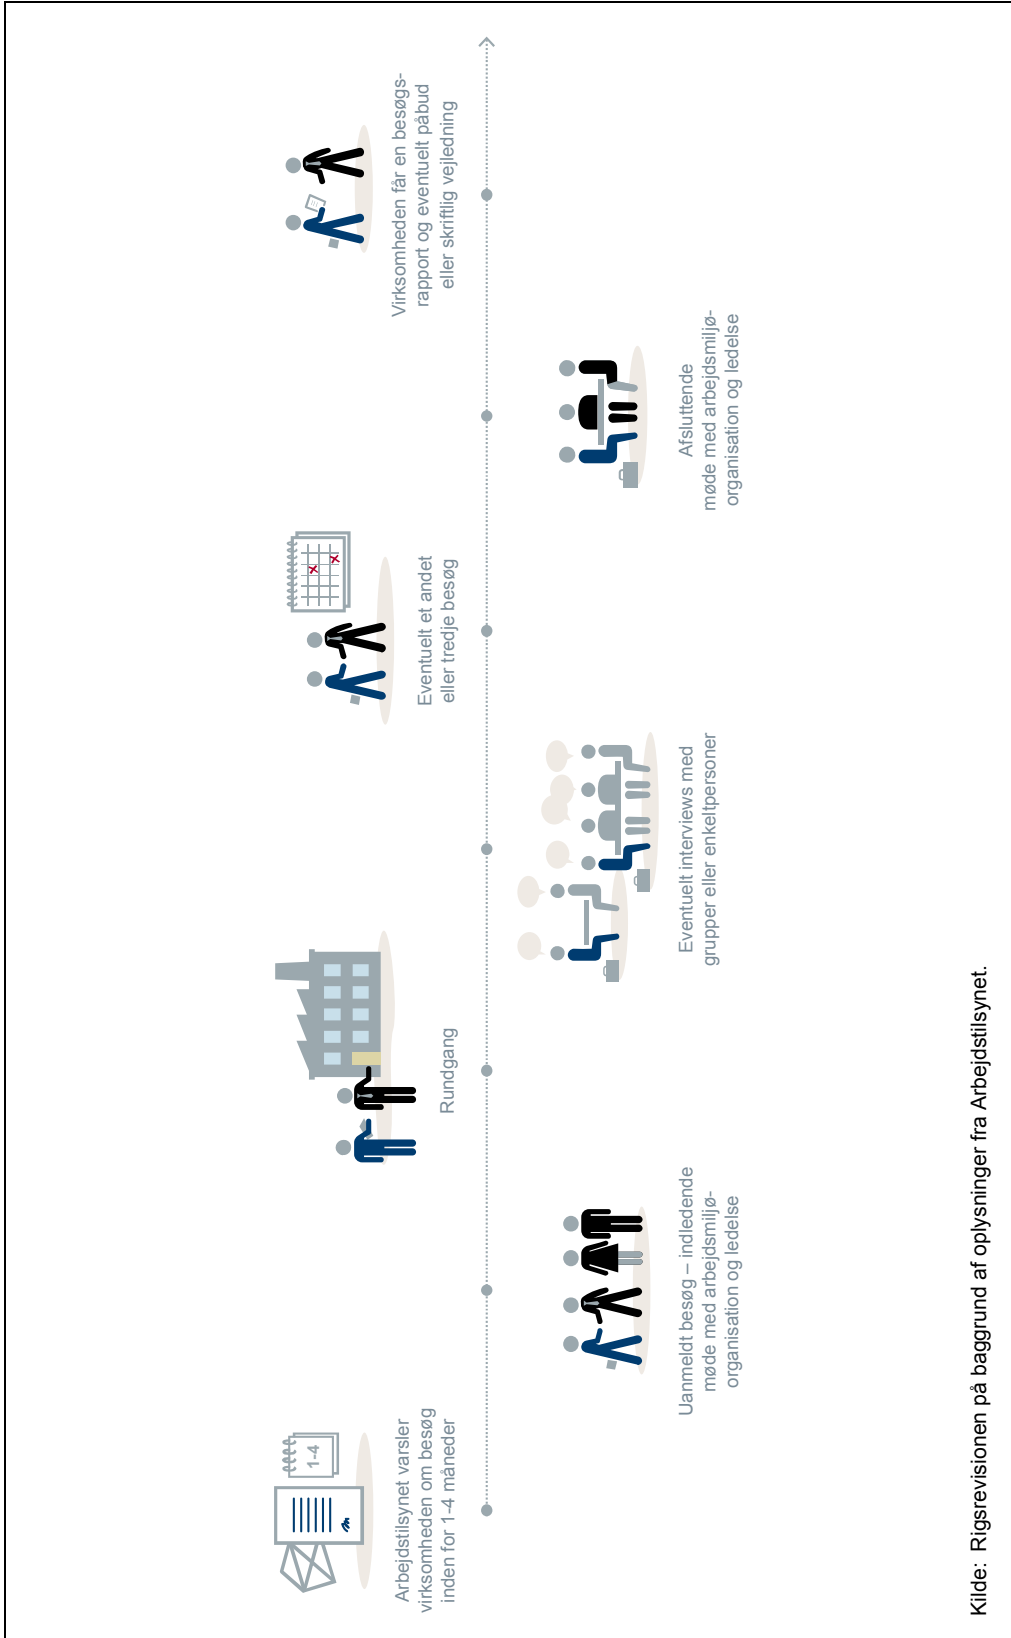 Arbejdstilsynet varsler
virksomheden om besøg
inden for 1-4 måneder
1-4
Uanmeldt besøg – indledende
møde med arbejdsmiljø-
organisation og ledelse
Rundgang
Eventuelt interviews med
grupper eller enkeltpersoner
Eventuelt et andet
eller tredje besøg
Afsluttende
møde med arbejdsmiljø-
organisation og ledelse
Virksomheden får en besøgs-
rapport og eventuelt påbud
eller skriftlig vejledning
Kilde: Rigsrevisionen på baggrund af oplysninger fra Arbejdstilsynet.